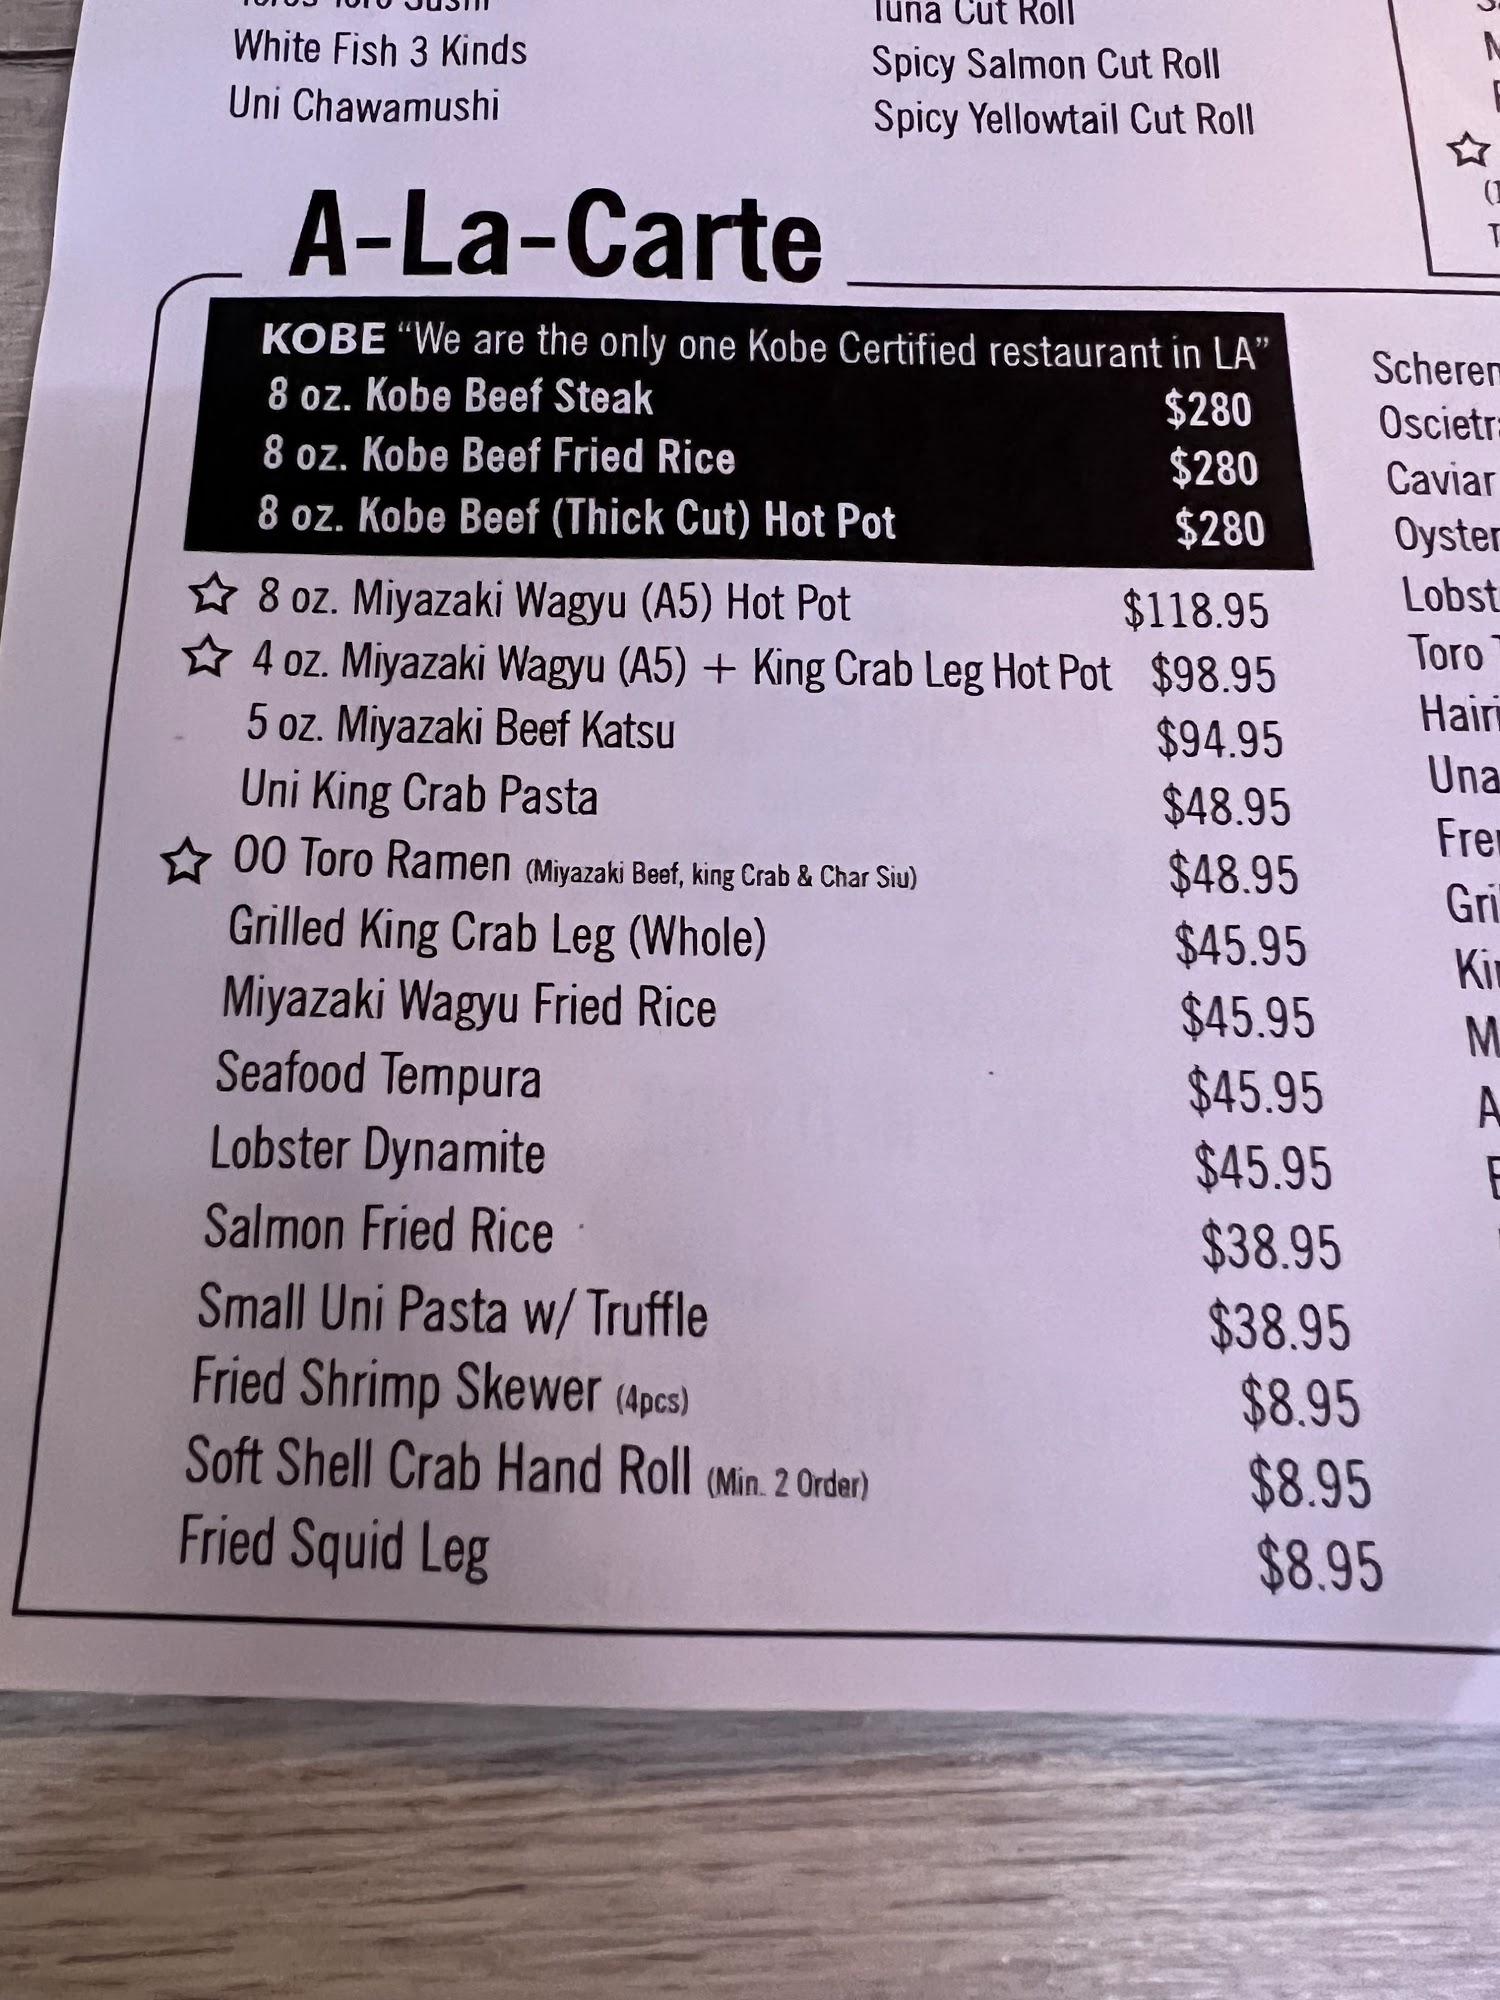 White Fish 3 Kinds
Uni Chawamushi
Tuna Cut Roll
Spicy Salmon Cut Roll
Spicy Yellowtail Cut Roll
A-La-Carte
KOBE “We are the only one Kobe Certified restaurant in LA”
8 oz. Kobe Beef Steak $280
8 oz. Kobe Beef Fried Rice $280
8 oz. Kobe Beef (Thick Cut) Hot Pot $280
8 oz. Miyazaki Wagyu (A5) Hot Pot $118.95
4 oz. Miyazaki Wagyu (A5) + King Crab Leg Hot Pot $98.95
5 oz. Miyazaki Beef Katsu $94.95
Uni King Crab Pasta $48.95
OO Toro Ramen (Miyazaki Beef, king Crab & Char Siu) $48.95
Grilled King Crab Leg (Whole) $45.95
Miyazaki Wagyu Fried Rice $45.95
Seafood Tempura $45.95
Lobster Dynamite $45.95
Salmon Fried Rice $38.95
Small Uni Pasta w/ Truffle $38.95
Fried Shrimp Skewer (4pcs) $8.95
Soft Shell Crab Hand Roll (Min. 2 Order) $8.95
Fried Squid Leg $8.95
Caviar
Toro